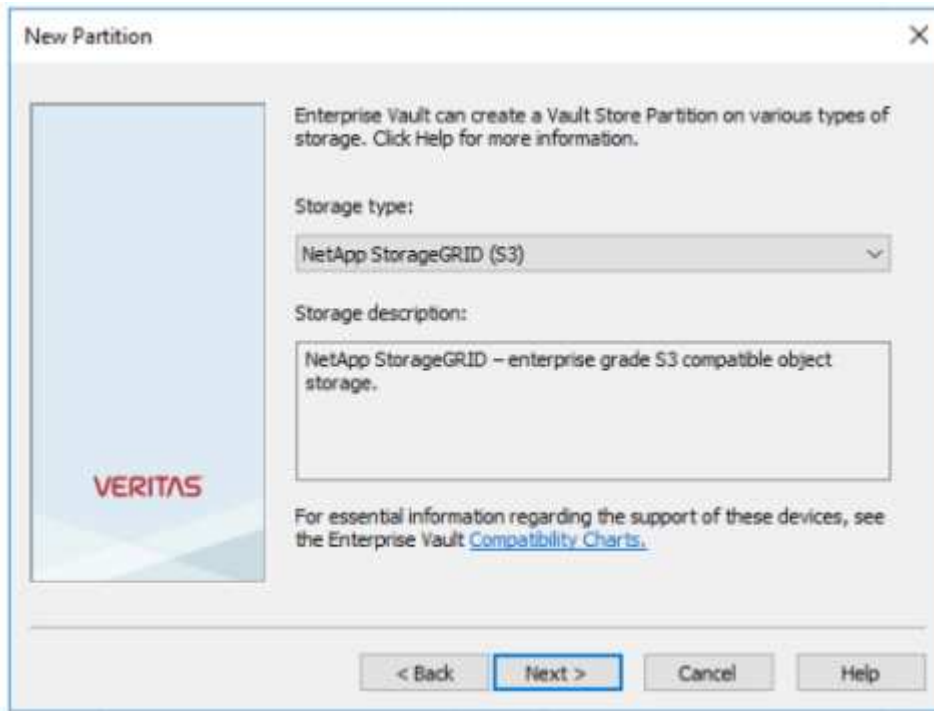 New Partition
Enterprise Vault can create a Vault Store Partition on various types of
storage. Click Help for more information.
Storage type:
NetApp StorageGRID (S3)
Storage description:
NetApp StorageGRID – enterprise grade S3 compatible object
storage.
VERITAS
For essential information regarding the support of these devices, see
the Enterprise Vault Compatibility Charts.
< Back
Next >
Cancel
Help